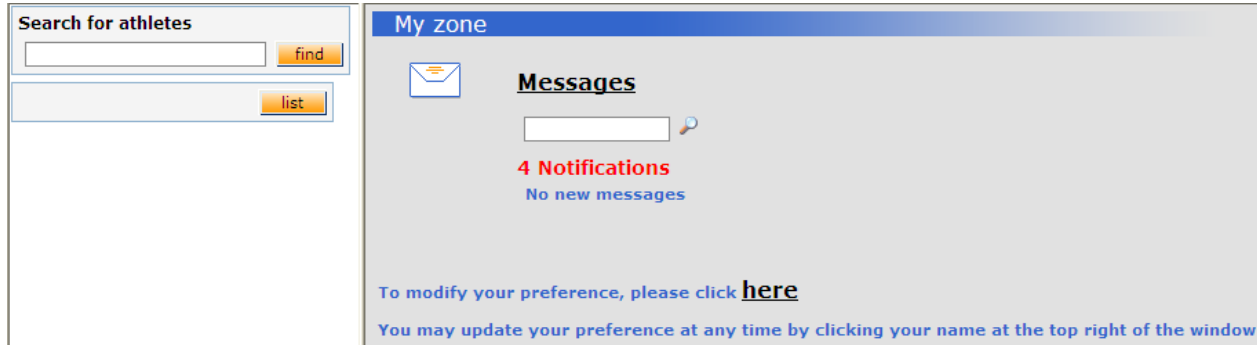 Search for athletes
find
list
My zone
Messages
4 Notifications
No new messages
To modify your preference, please click here
You may update your preference at any time by clicking your name at the top right of the window